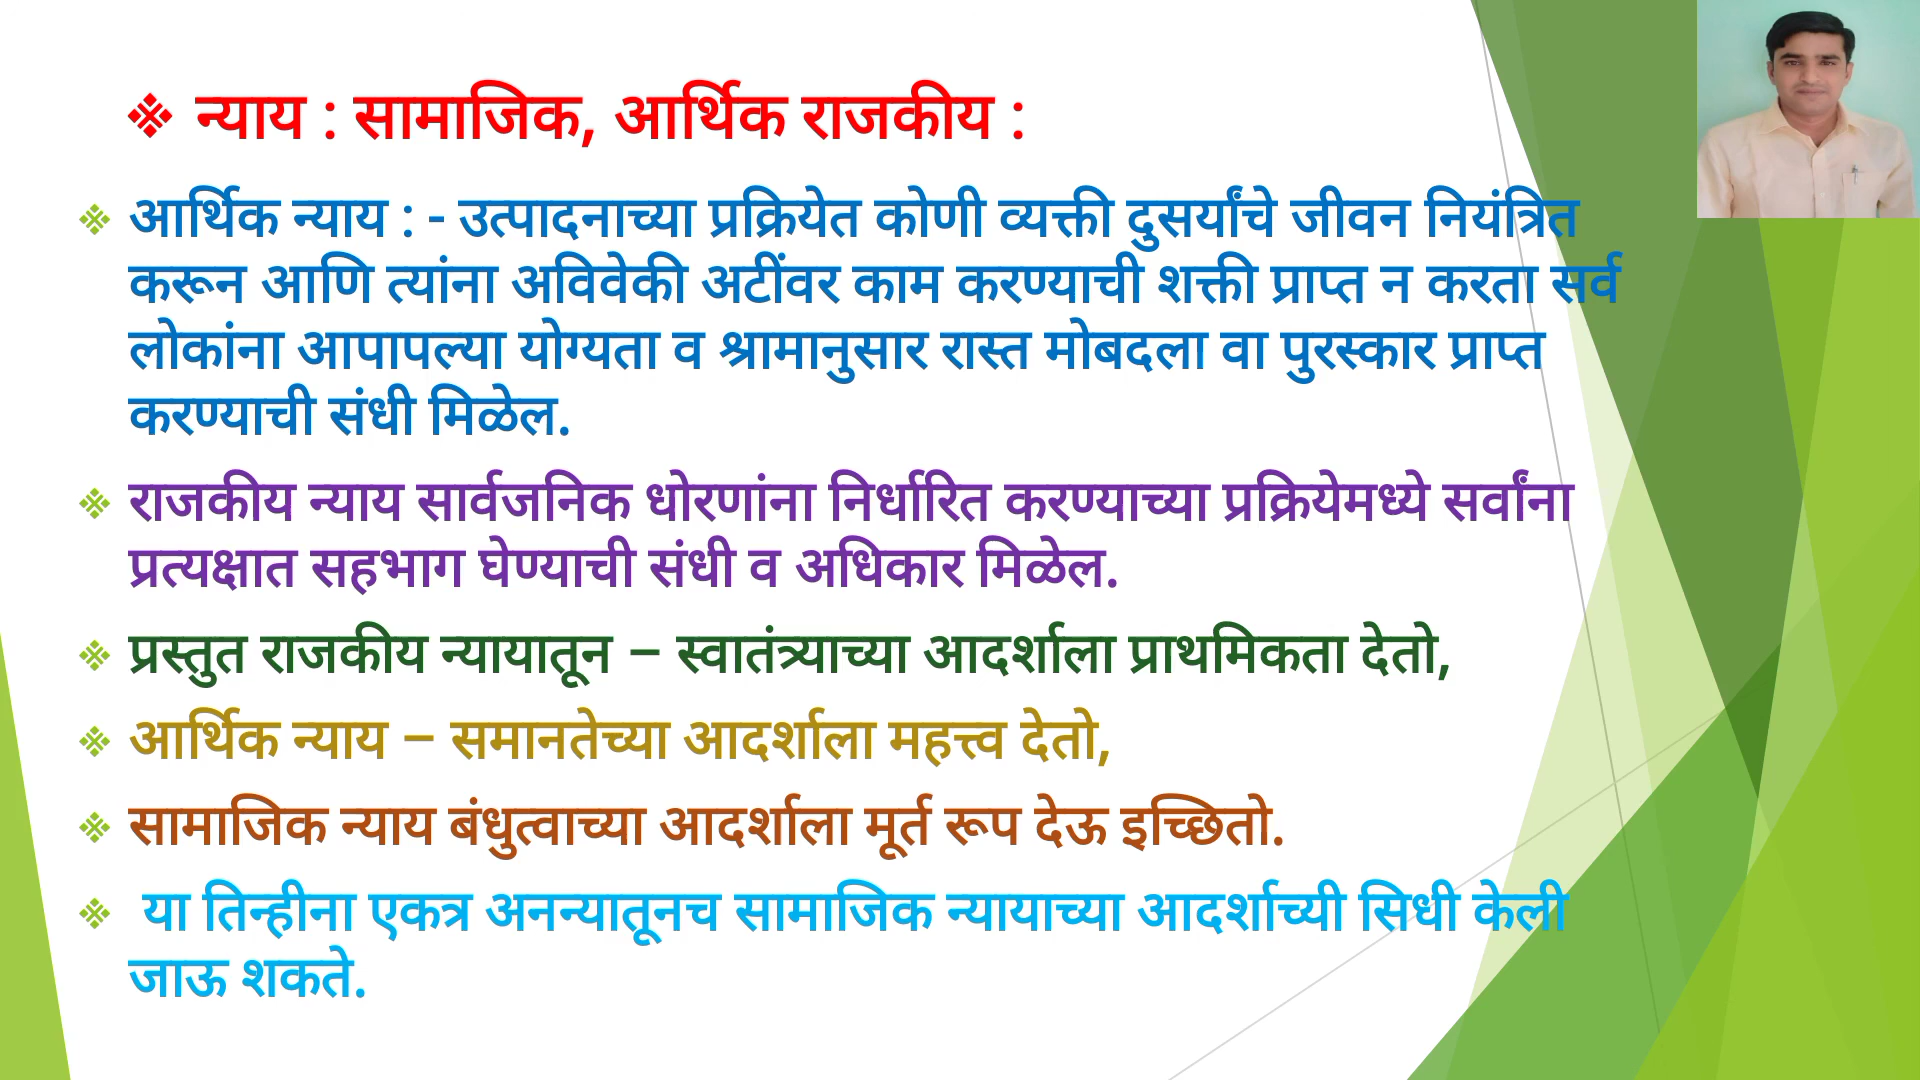 ❖ न्याय : सामाजिक, आर्थिक राजकीय :
❖ आर्थिक न्याय : - उत्पादनाच्या प्रक्रियेत कोणी व्यक्ती दुसर्यांचे जीवन नियंत्रित
करून आणि त्यांना अविवेकी अटींवर काम करण्याची शक्ती प्राप्त न करता सर्व
लोकांना आपापल्या योग्यता व श्रामानुसार रास्त मोबदला वा पुरस्कार प्राप्त
करण्याची संधी मिळेल.
❖ राजकीय न्याय सार्वजनिक धोरणांना निर्धारित करण्याच्या प्रक्रियेमध्ये सर्वांना
प्रत्यक्षात सहभाग घेण्याची संधी व अधिकार मिळेल.
❖ प्रस्तुत राजकीय न्यायातून – स्वातंत्र्याच्या आदर्शाला प्राथमिकता देतो,
❖ आर्थिक न्याय – समानतेच्या आदर्शाला महत्त्व देतो,
❖ सामाजिक न्याय बंधुत्वाच्या आदर्शाला मूर्त रूप देऊ इच्छितो.
❖ या तिन्हीना एकत्र अनन्यातूनच सामाजिक न्यायाच्या आदर्शाच्यी सिधी केली
जाऊ शकते.